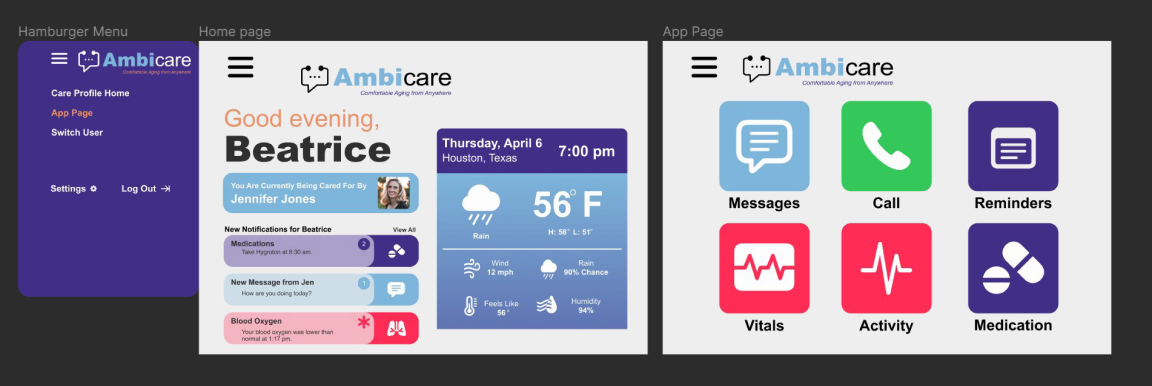 Hamburger Menu
Ambicare
Comfortable Aging from Anywhere
Care Profile Home
App Page
Switch User
Settings
Log Out
Home page
Ambicare
Comfortable Aging from Anywhere
Good evening,
Beatrice
You Are Currently Being Cared For By
Jennifer Jones
New Notifications for Beatrice
View All
Medications
2
Take Hygroton at 8:30 am.
New Message from Jen
1
How are you doing today?
Blood Oxygen
Your blood oxygen was lower than
normal at 1:17 pm.
Thursday, April 6
Houston, Texas
7:00 pm
Rain
56° F
H: 58° L: 51°
Wind
12 mph
Rain
90% Chance
Feels Like
56°
Humidity
94%
App Page
Ambicare
Comfortable Aging from Anywhere
Messages
Call
Reminders
Vitals
Activity
Medication